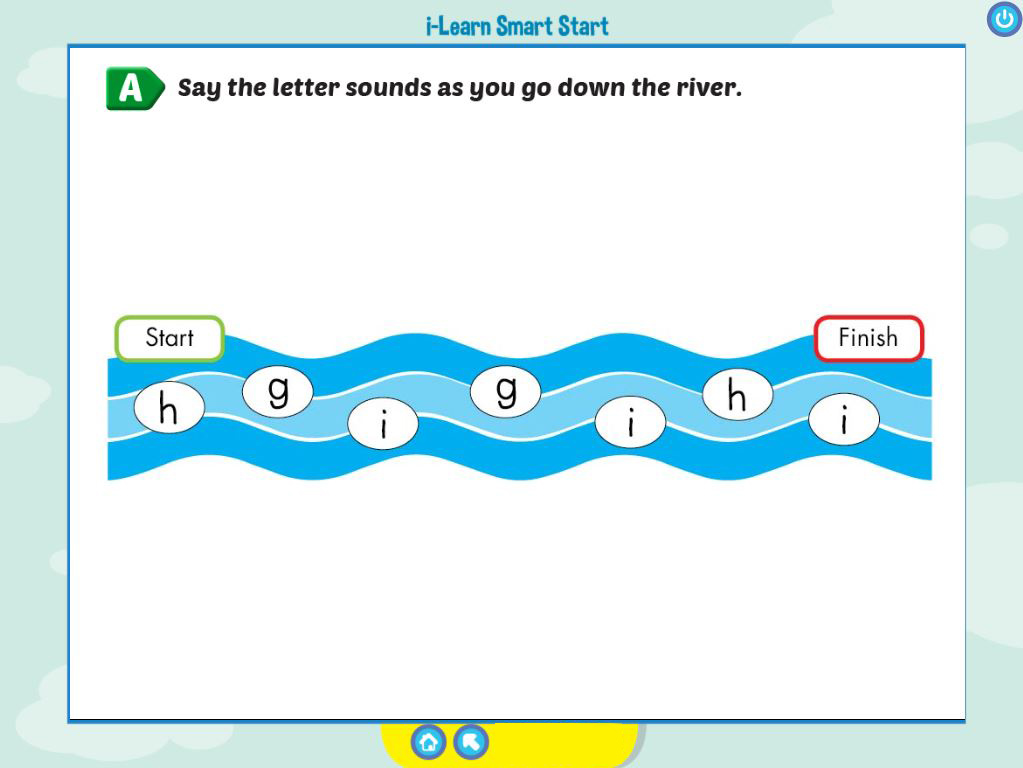 i-Learn Smart Start
A Say the letter sounds as you go down the river.
Start Finish
h g i g i h i